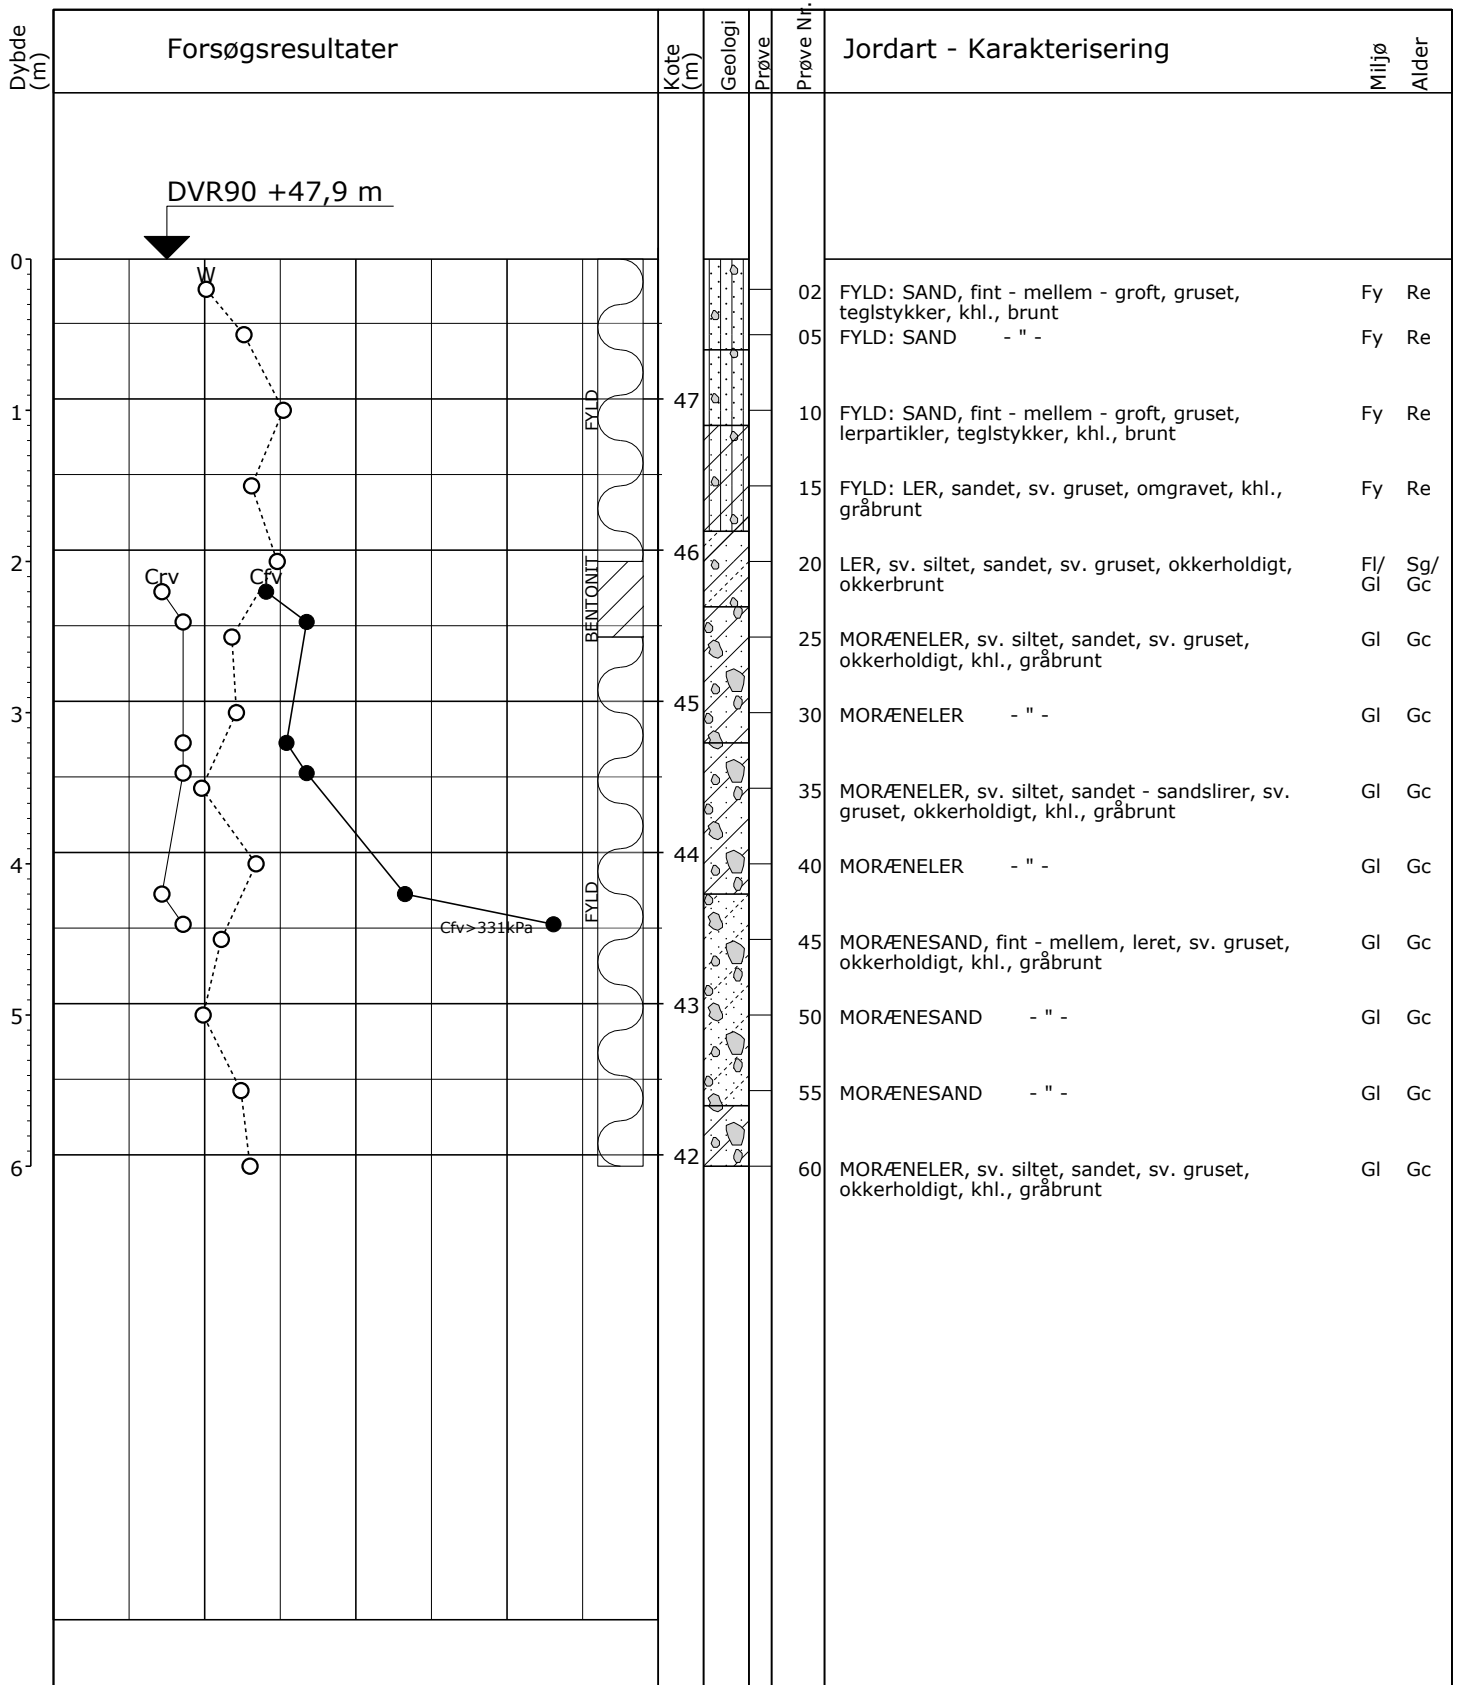 Dybde
(m)
Forsøgsresultater
Kote
(m)
Geologi
Prøve
Prøve Nr.
Jordart - Karakterisering
Miljø
Alder
DVR90 +47,9 m
0
W
02 FYLD: SAND, fint - mellem - groft, gruset, Fy Re
teglstykker, khl., brunt
05 FYLD: SAND - " - Fy Re
FYLD
47
1
10 FYLD: SAND, fint - mellem - groft, gruset, Fy Re
lerpartikler, teglstykker, khl., brunt
15 FYLD: LER, sandet, sv. gruset, omgravet, khl., Fy Re
gråbrunt
46
2
Crv
Cfv
BENTONIT
20 LER, sv. siltet, sandet, sv. gruset, okkerholdigt, Fl/ Sg/
okkerbrunt Gl Gc
25 MORÆNELER, sv. siltet, sandet, sv. gruset, Gl Gc
okkerholdigt, khl., gråbrunt
45
3
30 MORÆNELER - " - Gl Gc
35 MORÆNELER, sv. siltet, sandet - sandslirer, sv. Gl Gc
gruset, okkerholdigt, khl., gråbrunt
44
4
40 MORÆNELER - " - Gl Gc
FYLD
Cfv>331kPa
45 MORÆNESAND, fint - mellem, leret, sv. gruset, Gl Gc
okkerholdigt, khl., gråbrunt
43
5
50 MORÆNESAND - " - Gl Gc
55 MORÆNESAND - " - Gl Gc
42
6
60 MORÆNELER, sv. siltet, sandet, sv. gruset, Gl Gc
okkerholdigt, khl., gråbrunt